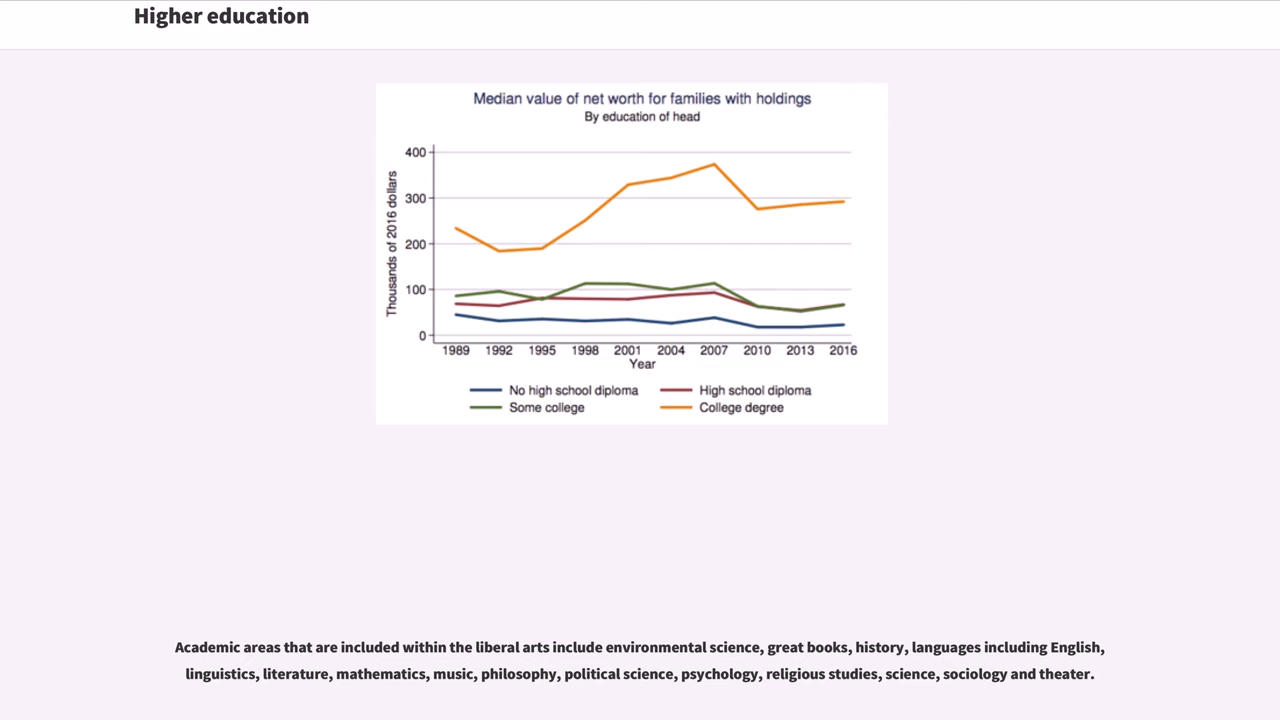 Higher education
Median value of net worth for families with holdings
By education of head
Thousands of 2016 dollars
400
300
200
100
0
1989 1992 1995 1998 2001 2004 2007 2010 2013 2016
Year
No high school diploma High school diploma
Some college College degree
Academic areas that are included within the liberal arts include environmental science, great books, history, languages including English,
linguistics, literature, mathematics, music, philosophy, political science, psychology, religious studies, science, sociology and theater.